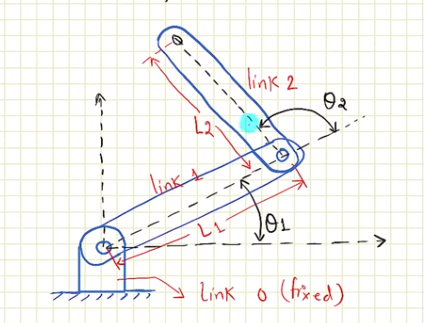 link 2
θ2
L2
link 1
L1
θ1
link 0 (fixed)